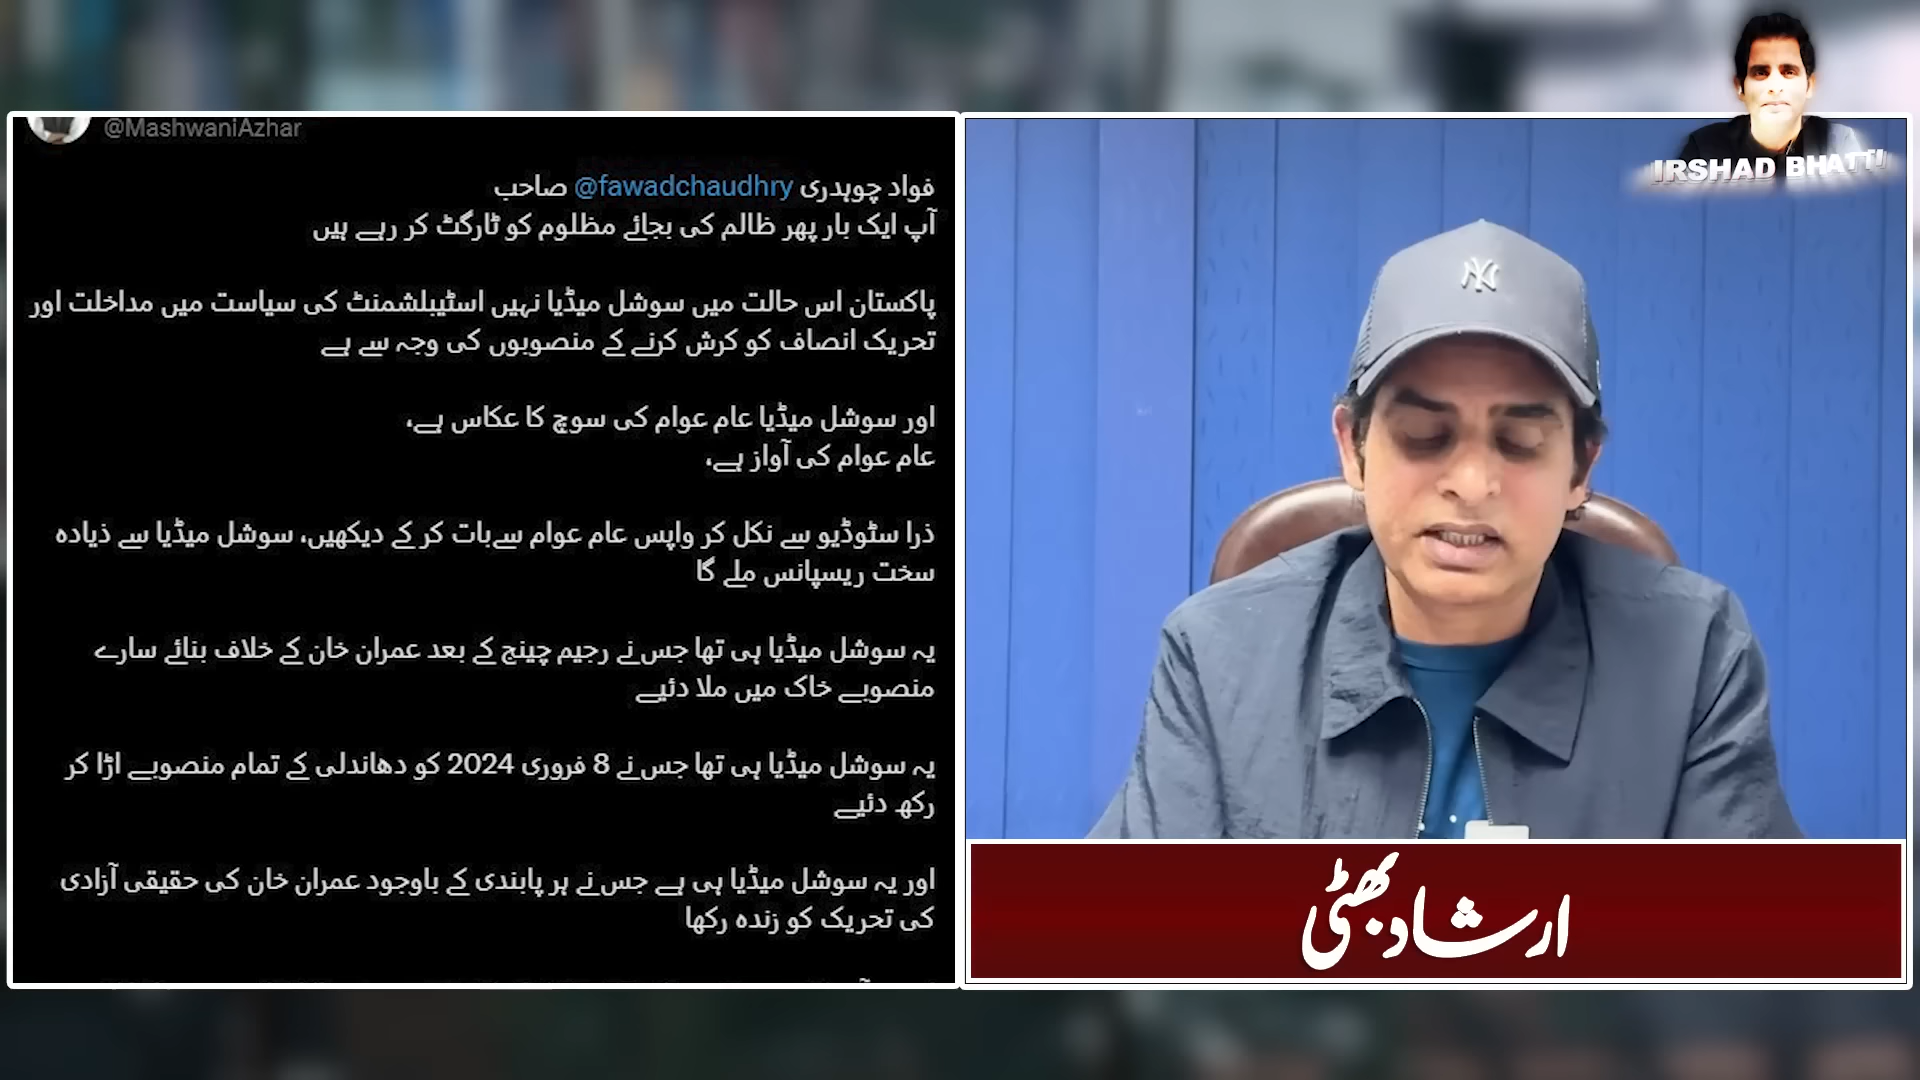 @MashwaniAzhar
فواد چوہدری @fawadchaudhry صاحب
آپ ایک بار پھر ظالم کی بجائے مظلوم کو ٹارگٹ کر رہے ہیں
پاکستان اس حالت میں سوشل میڈیا نہیں اسٹیبلشمنٹ کی سیاست میں مداخلت اور
تحریک انصاف کو کرش کرنے کے منصوبوں کی وجہ سے ہے
اور سوشل میڈیا عام عوام کی سوچ کا عکاس ہے،
عام عوام کی آواز ہے،
ذرا سٹوڈیو سے نکل کر واپس عام عوام سےبات کر کے دیکھیں، سوشل میڈیا سے ذیادہ
سخت ریسپانس ملے گا
یہ سوشل میڈیا ہی تھا جس نے رجیم چینج کے بعد عمران خان کے خلاف بنائے سارے
منصوبے خاک میں ملا دئیے
یہ سوشل میڈیا ہی تھا جس نے 8 فروری 2024 کو دھاندلی کے تمام منصوبے اڑا کر
رکھ دئیے
اور یہ سوشل میڈیا ہی ہے جس نے ہر پابندی کے باوجود عمران خان کی حقیقی آزادی
کی تحریک کو زندہ رکھا
IRSHAD BHATTI
NY
ارشاد بھٹی